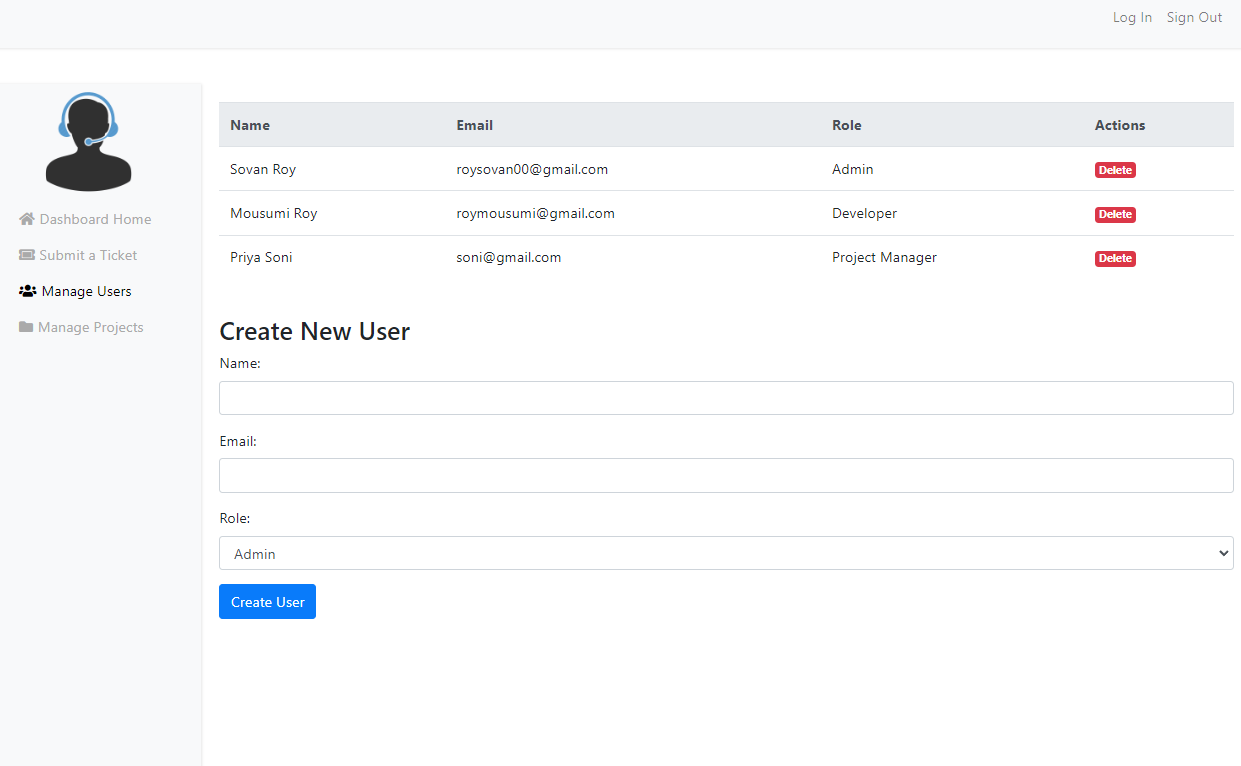 Log In Sign Out
Dashboard Home
Submit a Ticket
Manage Users
Manage Projects
Name Email Role Actions
Sovan Roy roysovan00@gmail.com Admin Delete
Mousumi Roy roymousumi@gmail.com Developer Delete
Priya Soni soni@gmail.com Project Manager Delete
Create New User
Name:
Email:
Role:
Admin
Create User